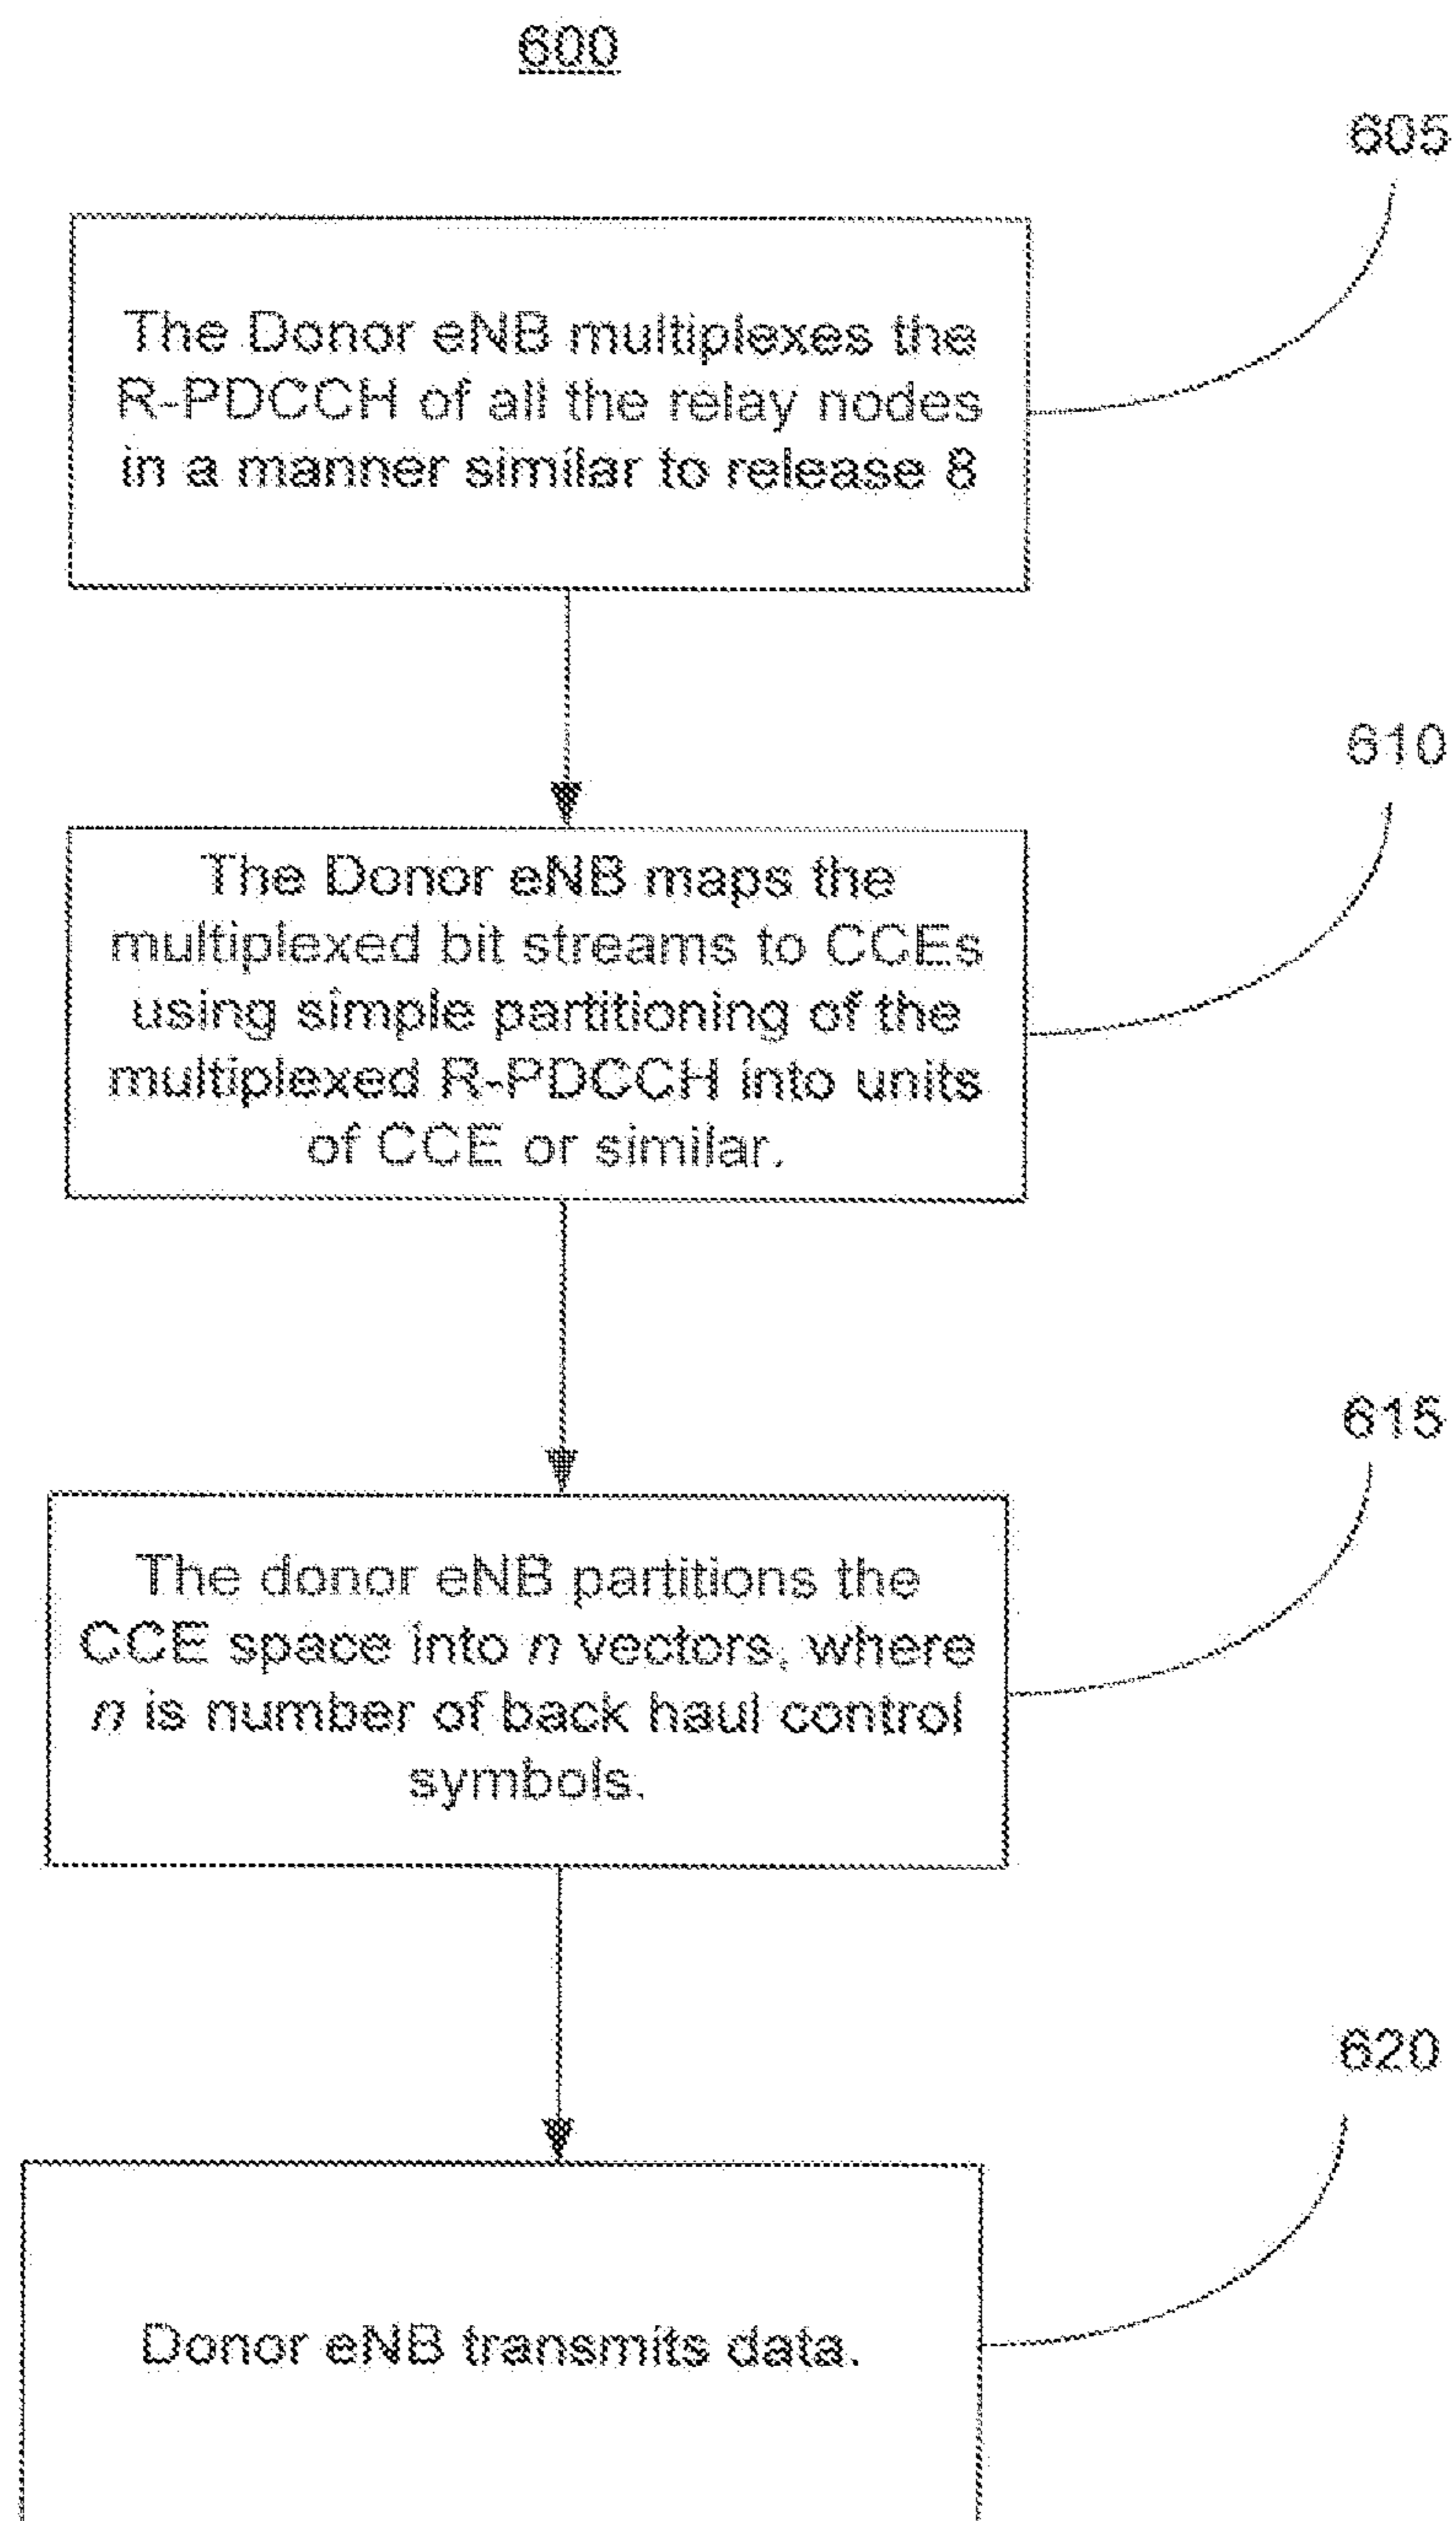 600
605
The Donor eNB multiplexes the
R-PDCCH of all the relay nodes
in a manner similar to release 8
610
The Donor eNB maps the
multiplexed bit streams to CCEs
using simple partitioning of the
multiplexed R-PDCCH into units
of CCE or similar.
615
The donor eNB partitions the
CCE space into n vectors, where
n is number of back haul control
symbols.
620
Donor eNB transmits data.